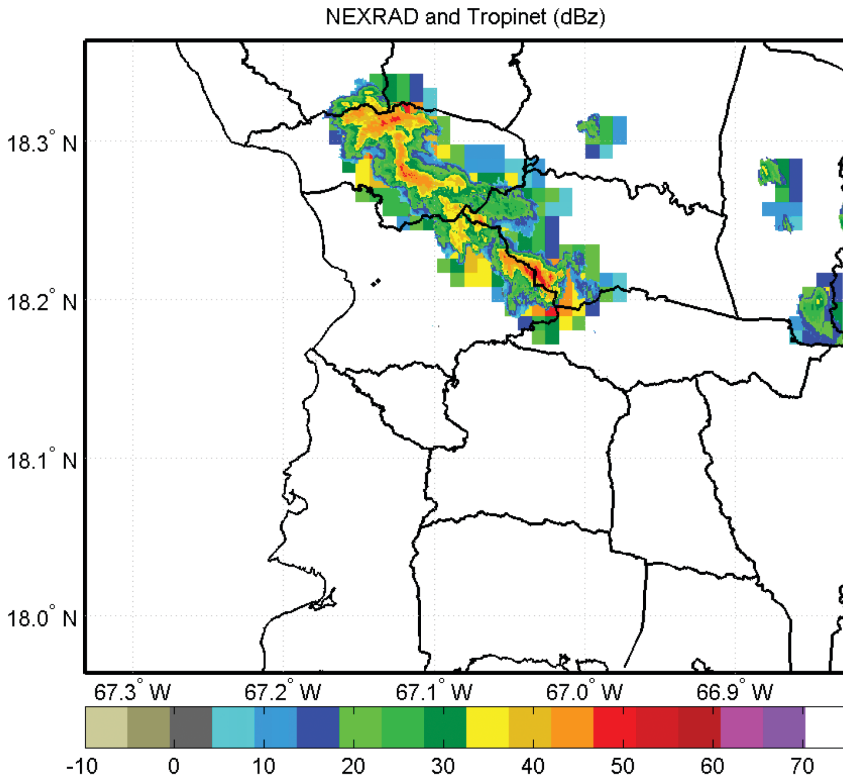 NEXRAD and Tropinet (dBz)
18.3° N
18.2° N
18.1° N
18.0° N
67.3° W 67.2° W 67.1° W 67.0° W 66.9° W
-10 0 10 20 30 40 50 60 70